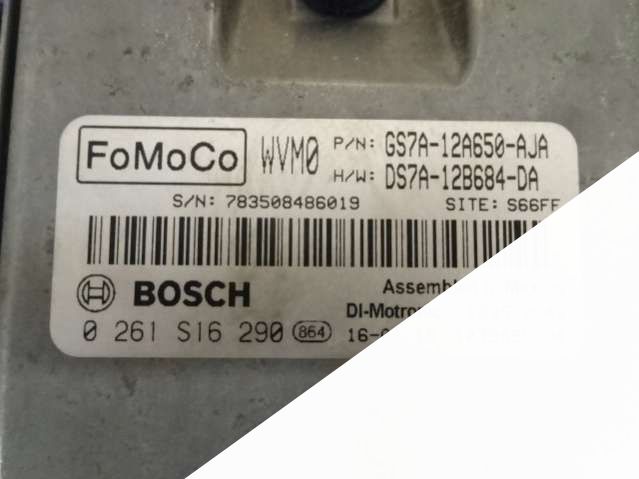 FoMoCo WVM0 P/N: GS7A-12A650-AJA
H/W: DS7A-12B684-DA
S/N: 783508486019 SITE: S66FF
BOSCH
0 261 S16 290 864